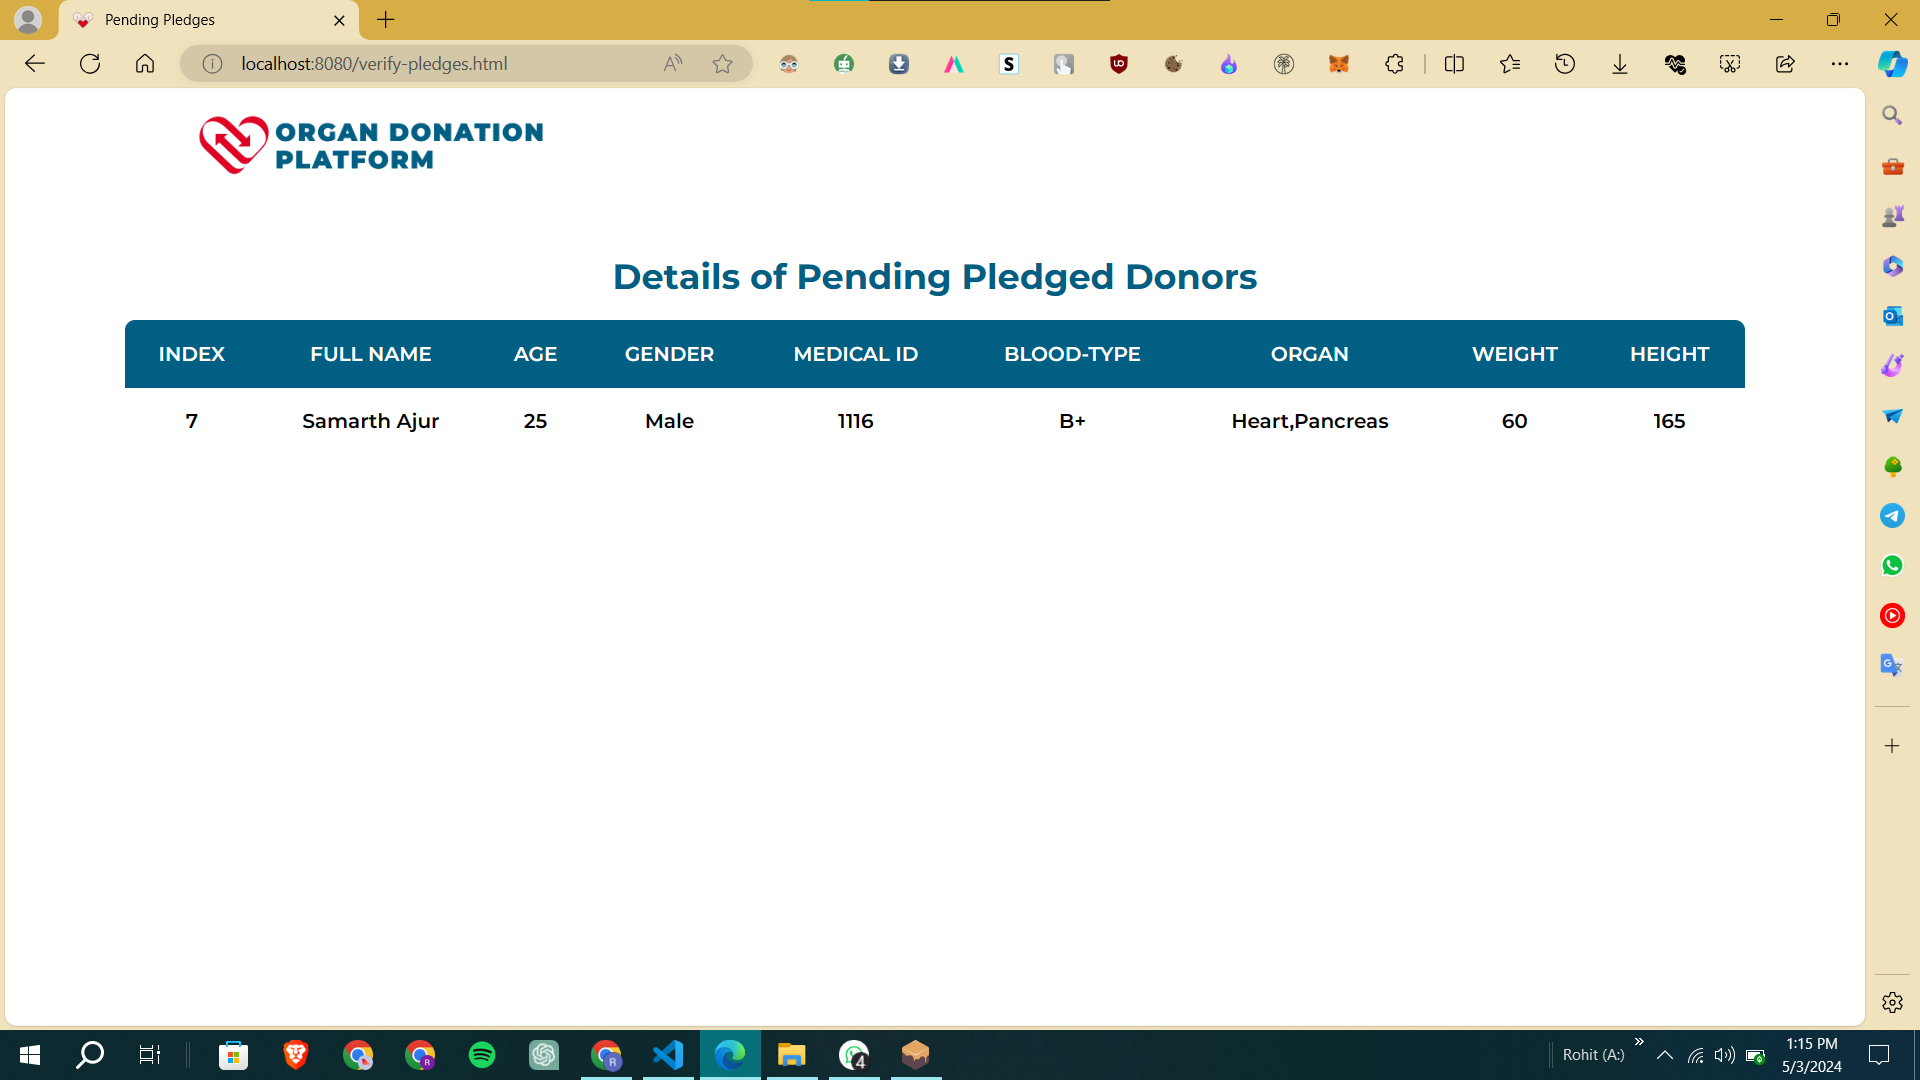 Pending Pledges
localhost:8080/verify-pledges.html
ORGAN DONATION
PLATFORM
Details of Pending Pledged Donors
INDEX FULL NAME AGE GENDER MEDICAL ID BLOOD-TYPE ORGAN WEIGHT HEIGHT
7 Samarth Ajur 25 Male 1116 B+ Heart,Pancreas 60 165
Rohit (A:)
1:15 PM
5/3/2024